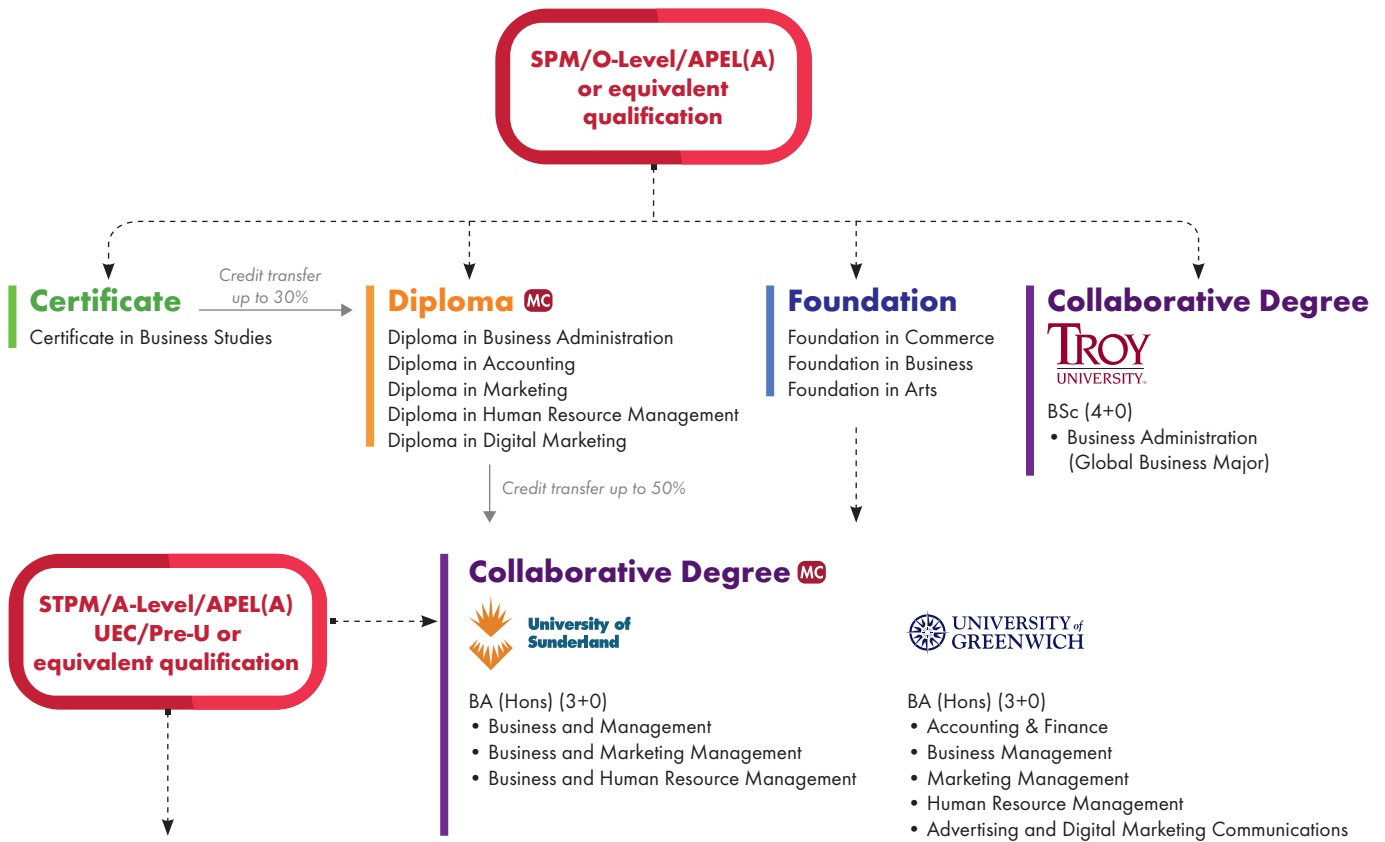 SPM/O-Level/APEL(A)
or equivalent
qualification
Certificate
Certificate in Business Studies
Credit transfer
up to 30%
Diploma MC
Diploma in Business Administration
Diploma in Accounting
Diploma in Marketing
Diploma in Human Resource Management
Diploma in Digital Marketing
Foundation
Foundation in Commerce
Foundation in Business
Foundation in Arts
Collaborative Degree
TROY
UNIVERSITY™
BSc (4+0)
• Business Administration
(Global Business Major)
Credit transfer up to 50%
STPM/A-Level/APEL(A)
UEC/Pre-U or
equivalent qualification
Collaborative Degree MC
University of
Sunderland
BA (Hons) (3+0)
• Business and Management
• Business and Marketing Management
• Business and Human Resource Management
UNIVERSITY of
GREENWICH
BA (Hons) (3+0)
• Accounting & Finance
• Business Management
• Marketing Management
• Human Resource Management
• Advertising and Digital Marketing Communications